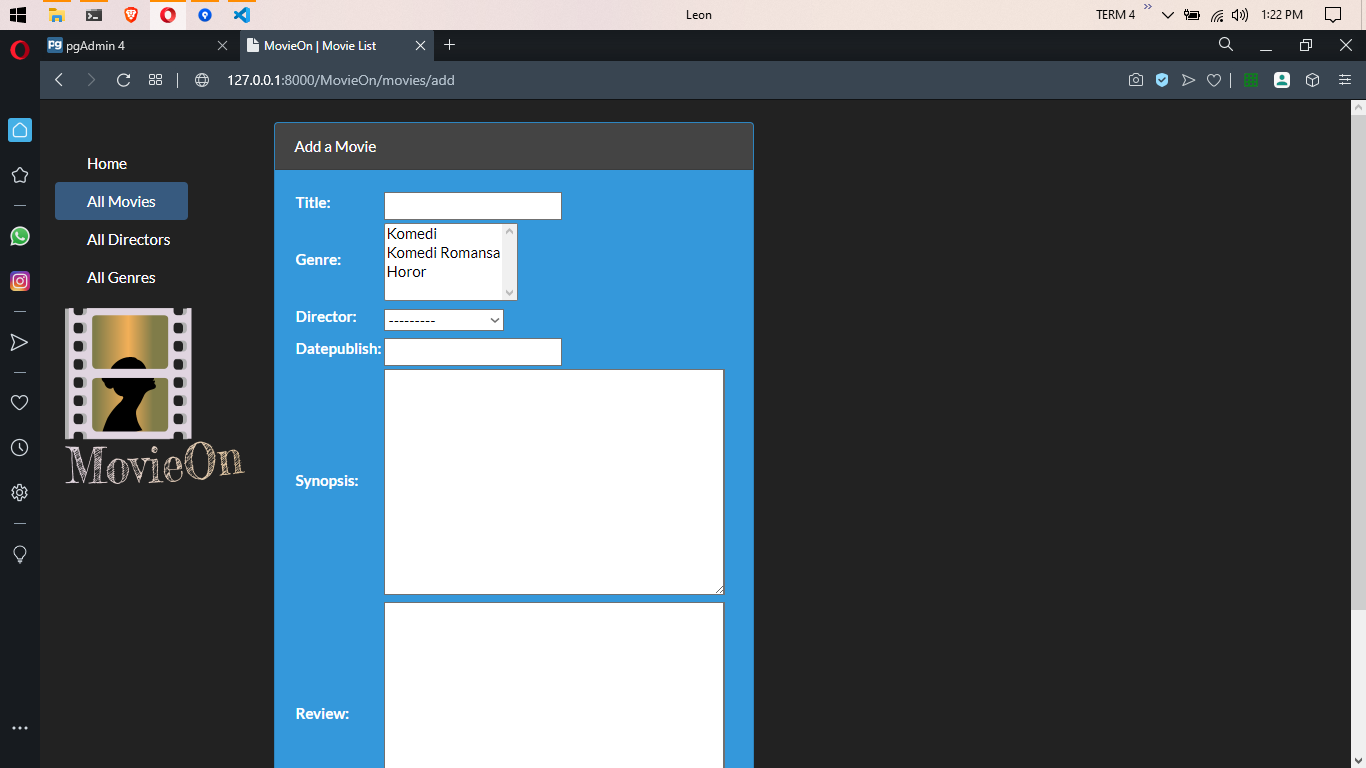 Leon
TERM 4
1:22 PM
pgAdmin 4
MovieOn | Movie List
127.0.0.1:8000/MovieOn/movies/add
Home
All Movies
All Directors
All Genres
MovieOn
Add a Movie
Title:
Genre:
Komedi
Komedi Romansa
Horor
Director:
---------
Datepublish:
Synopsis:
Review: